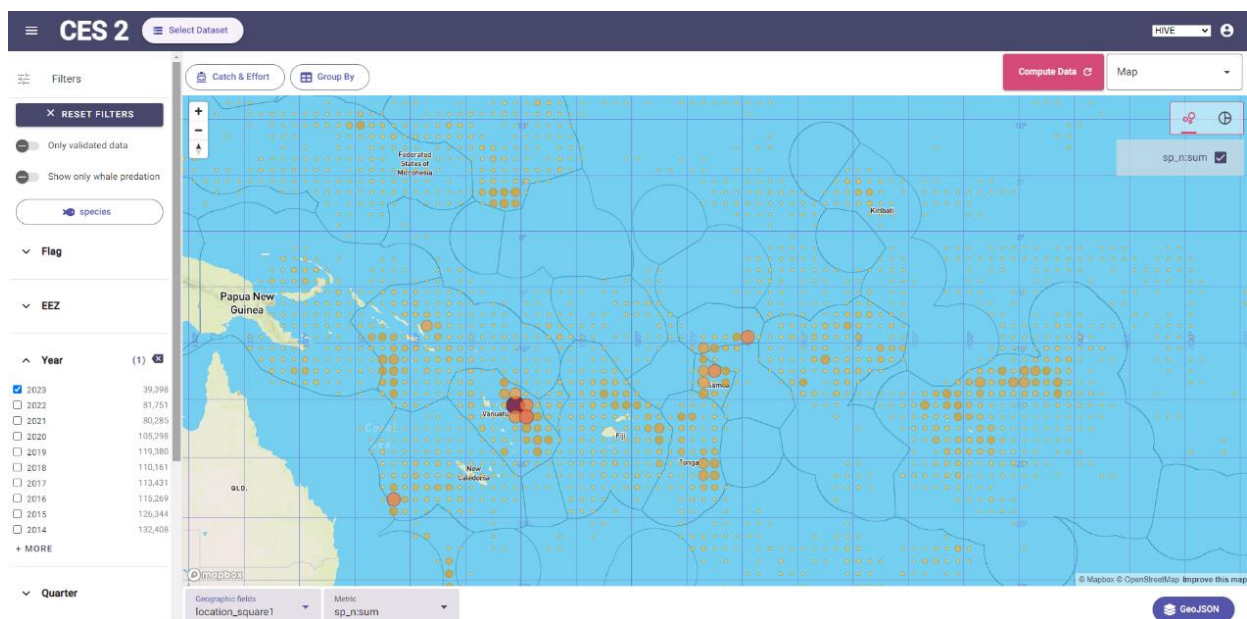 CES 2
Select Dataset
HIVE
Filters
Catch & Effort
Group By
Compute Data
Map
RESET FILTERS
Only validated data
Show only whale predation
species
Flag
EEZ
Year (1)
2023 39,398
2022 81,751
2021 80,285
2020 105,298
2019 119,380
2018 110,161
2017 113,431
2016 115,269
2015 126,344
2014 132,408
+ MORE
Quarter
sp_n:sum
Federated
States of
Micronesia
Kiribati
Papua New
Guinea
Samoa
Vanuatu
Coral
Fiji
Tonga
New
Caledonia
QLD.
mapbox
© Mapbox © OpenStreetMap Improve this map
Geographic fields
location_square1
Metric
sp_n:sum
GeoJSON